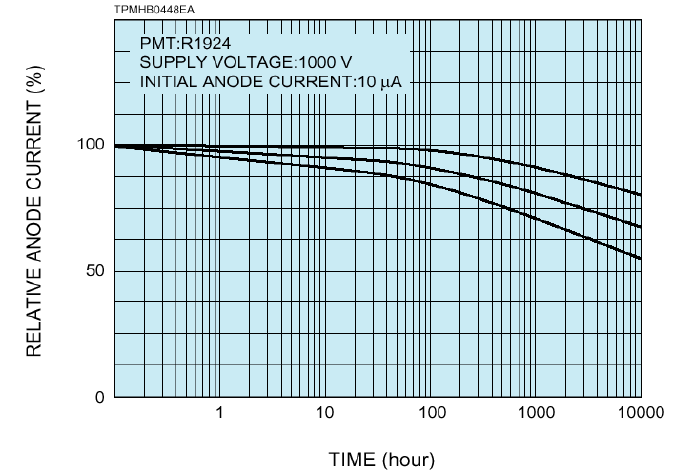 TPMHB0448EA
PMT:R1924
SUPPLY VOLTAGE:1000 V
INITIAL ANODE CURRENT:10 µA
RELATIVE ANODE CURRENT (%)
100
50
0
1 10 100 1000 10000
TIME (hour)